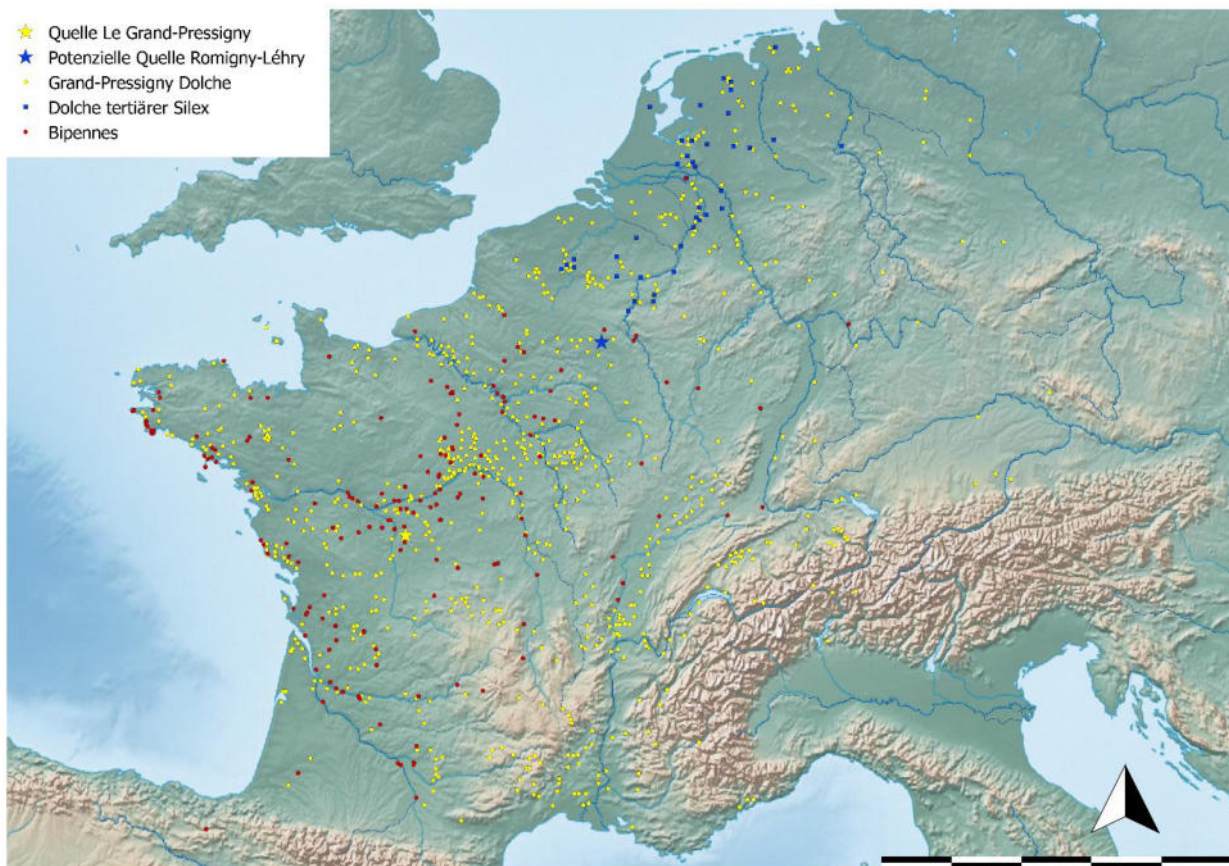 Quelle Le Grand-Pressigny
Potenzielle Quelle Romigny-Léhry
Grand-Pressigny Dolche
Dolche tertiärer Silex
Bipennes